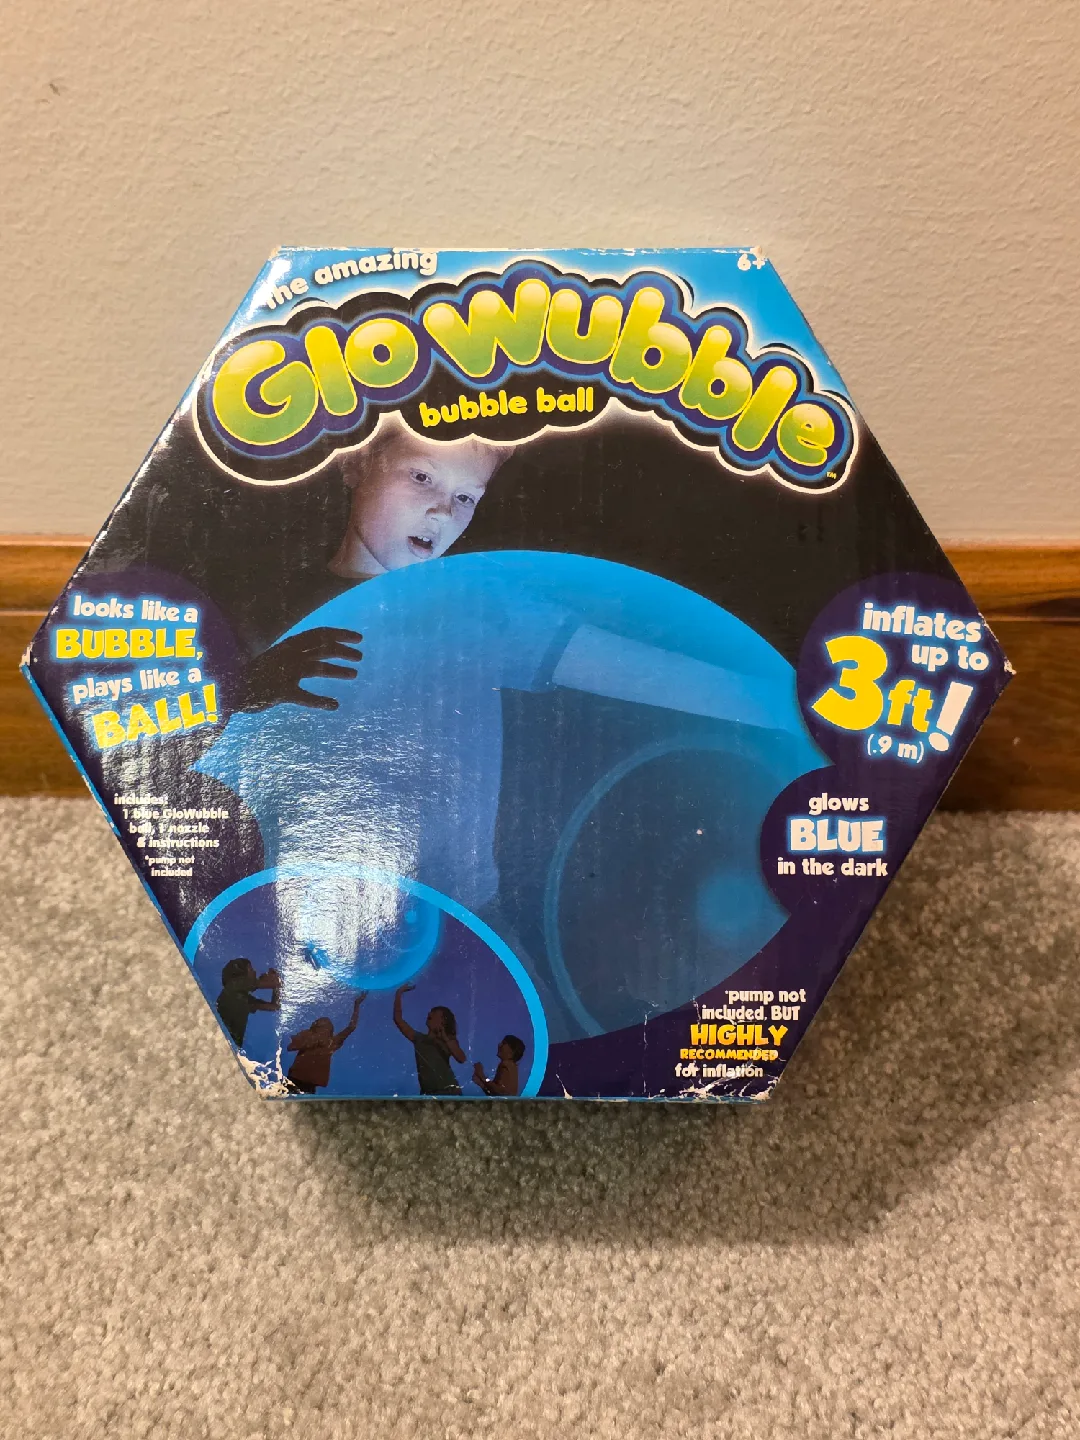 the amazing
6+
GloWubble™
bubble ball
looks like a
BUBBLE,
plays like a
BALL!
includes:
1 blue GloWubble
ball, 1 nozzle
& instructions
*pump not
included
inflates
up to
3ft!
(.9 m)
glows
BLUE
in the dark
*pump not
included, BUT
HIGHLY
RECOMMENDED
for inflation